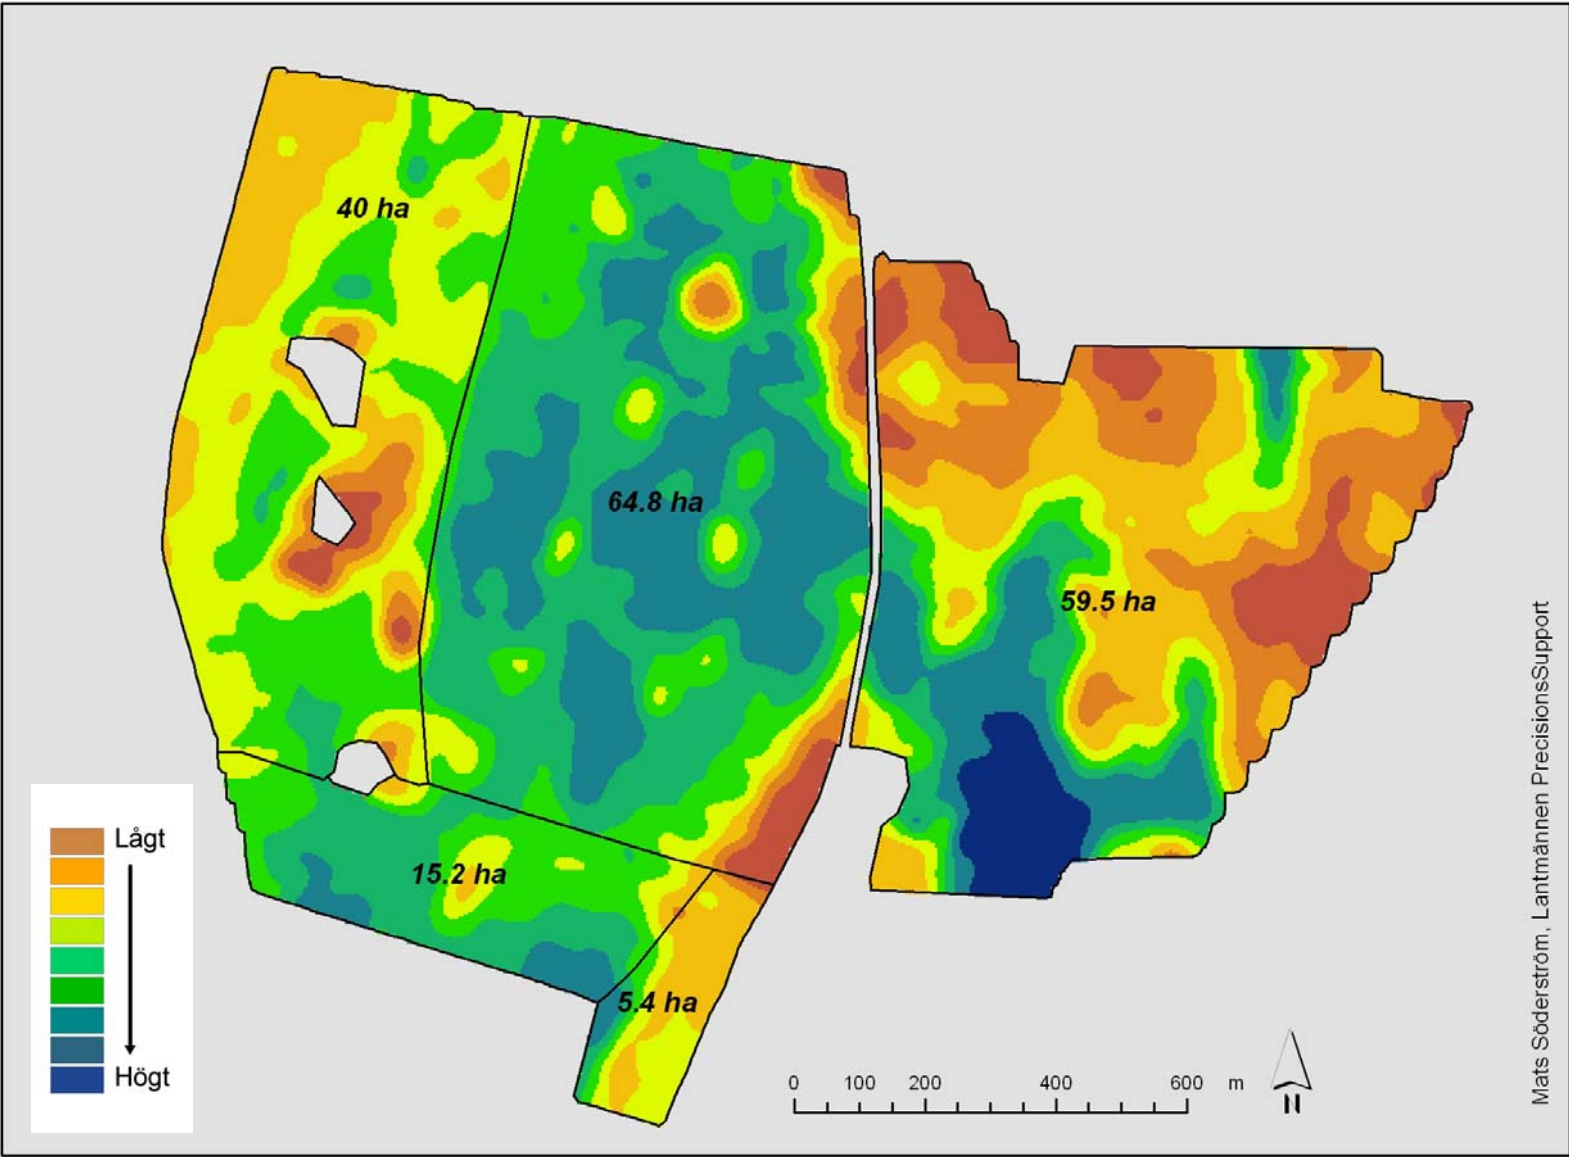 40 ha
64.8 ha
59.5 ha
15.2 ha
5.4 ha
Lågt
Högt
0 100 200 400 600 m
N
Mats Söderström, Lantmännen PrecisionsSupport